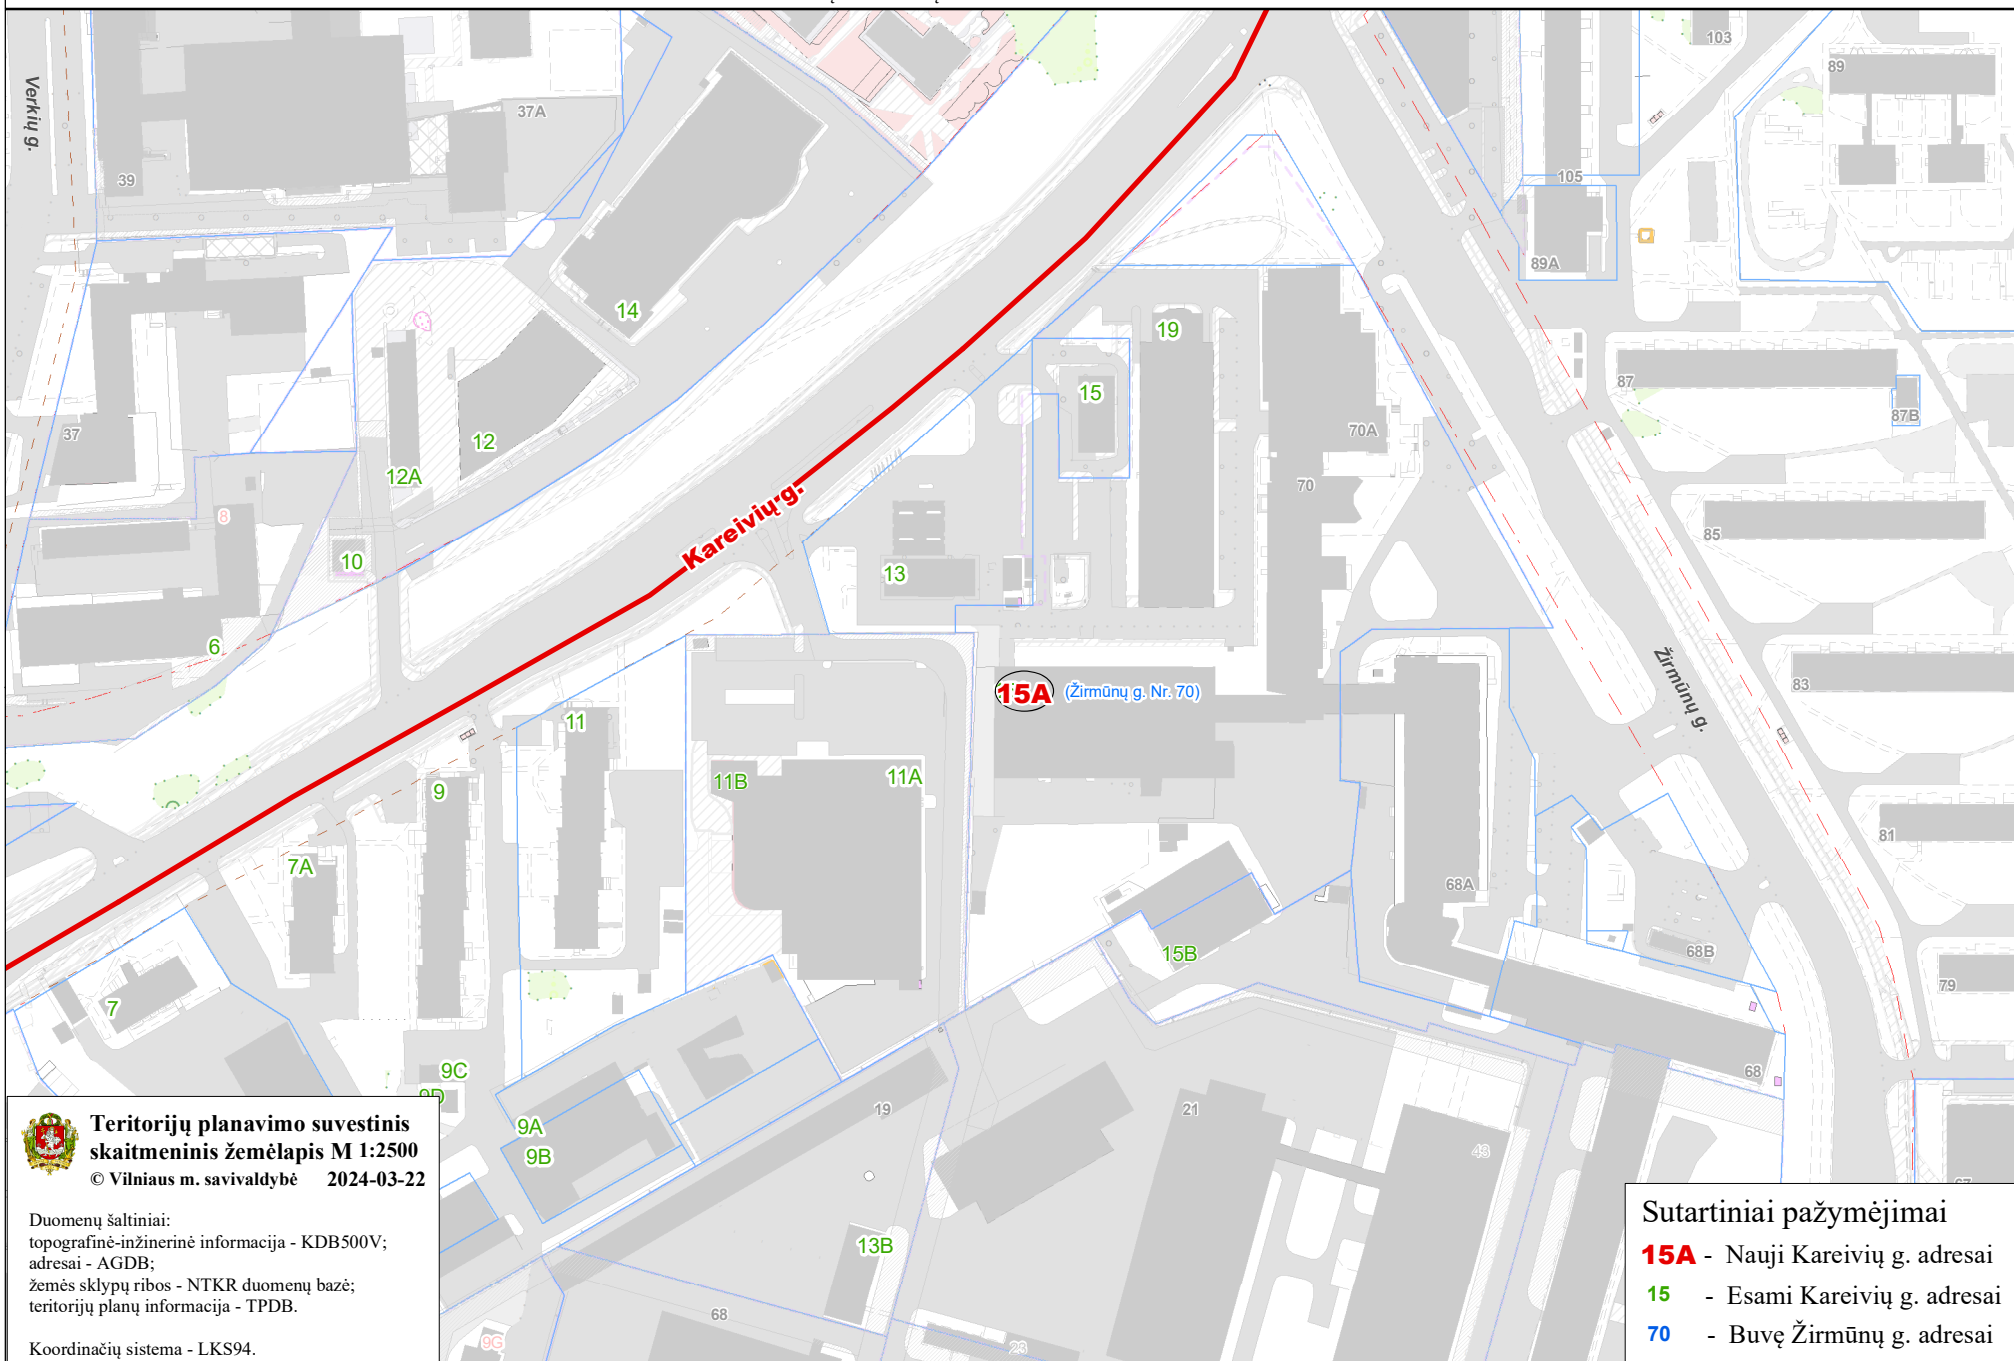 Verkių g.
37A
39
103
89
105
89A
14
19
15
12
12A
37
87
87B
70A
70
8
10
13
85
Kareivių g.
6
15A (Žirmūnų g. Nr. 70)
Žirmūnų g.
83
11
11B
11A
9
81
7A
68A
15B
68B
7
79
9C
9D
68
9A
9B
19
21
43
67
13B
68
9G
23
Teritorijų planavimo suvestinis
skaitmeninis žemėlapis M 1:2500
© Vilniaus m. savivaldybė 2024-03-22
Duomenų šaltiniai:
topografinė-inžinerinė informacija - KDB500V;
adresai - AGDB;
žemės sklypų ribos - NTKR duomenų bazė;
teritorijų planų informacija - TPDB.
Koordinačių sistema - LKS94.
Sutartiniai pažymėjimai
15A - Nauji Kareivių g. adresai
15 - Esami Kareivių g. adresai
70 - Buvę Žirmūnų g. adresai